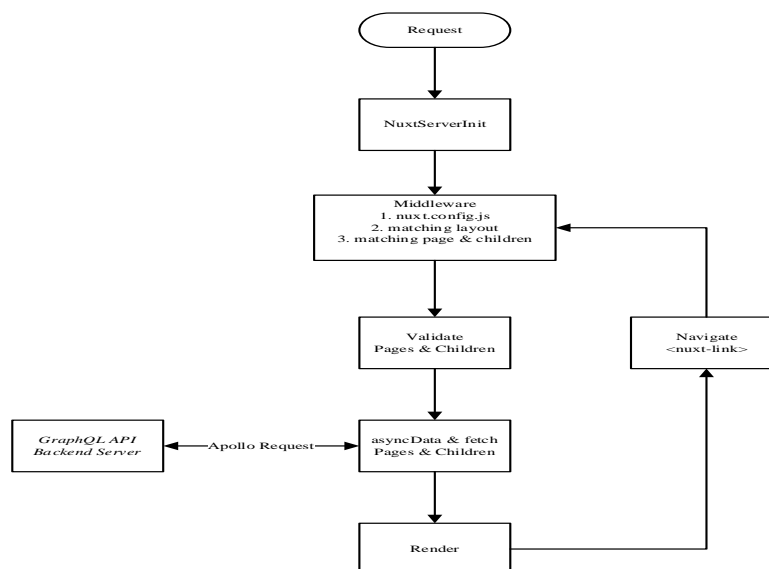 Request
NuxtServerInit
Middleware
1. nuxt.config.js
2. matching layout
3. matching page & children
Validate
Pages & Children
Navigate
<nuxt-link>
GraphQL API
Backend Server
Apollo Request
asyncData & fetch
Pages & Children
Render